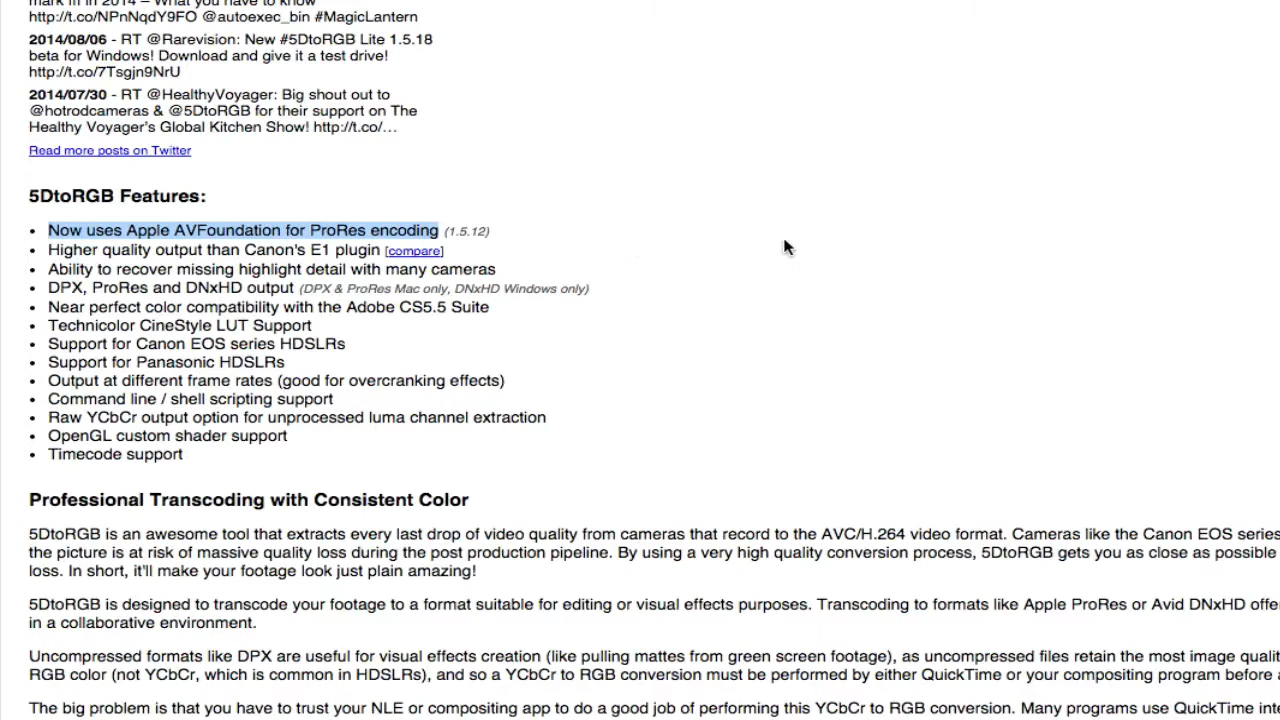 mark III in 2014 – What you have to know
http://t.co/NPnNqdY9FO @autoexec_bin #MagicLantern
2014/08/06 - RT @Rarevision: New #5DtoRGB Lite 1.5.18
beta for Windows! Download and give it a test drive!
http://t.co/7Tsgjn9NrU
2014/07/30 - RT @HealthyVoyager: Big shout out to
@hotrodcameras & @5DtoRGB for their support on The
Healthy Voyager's Global Kitchen Show! http://t.co/…
Read more posts on Twitter
5DtoRGB Features:
• Now uses Apple AVFoundation for ProRes encoding (1.5.12)
• Higher quality output than Canon's E1 plugin [compare]
• Ability to recover missing highlight detail with many cameras
• DPX, ProRes and DNxHD output (DPX & ProRes Mac only, DNxHD Windows only)
• Near perfect color compatibility with the Adobe CS5.5 Suite
• Technicolor CineStyle LUT Support
• Support for Canon EOS series HDSLRs
• Support for Panasonic HDSLRs
• Output at different frame rates (good for overcranking effects)
• Command line / shell scripting support
• Raw YCbCr output option for unprocessed luma channel extraction
• OpenGL custom shader support
• Timecode support
Professional Transcoding with Consistent Color
5DtoRGB is an awesome tool that extracts every last drop of video quality from cameras that record to the AVC/H.264 video format. Cameras like the Canon EOS series
the picture is at risk of massive quality loss during the post production pipeline. By using a very high quality conversion process, 5DtoRGB gets you as close as possible
loss. In short, it'll make your footage look just plain amazing!
5DtoRGB is designed to transcode your footage to a format suitable for editing or visual effects purposes. Transcoding to formats like Apple ProRes or Avid DNxHD offe
in a collaborative environment.
Uncompressed formats like DPX are useful for visual effects creation (like pulling mattes from green screen footage), as uncompressed files retain the most image qualit
RGB color (not YCbCr, which is common in HDSLRs), and so a YCbCr to RGB conversion must be performed by either QuickTime or your compositing program before a
The big problem is that you have to trust your NLE or compositing app to do a good job of performing this YCbCr to RGB conversion. Many programs use QuickTime inte